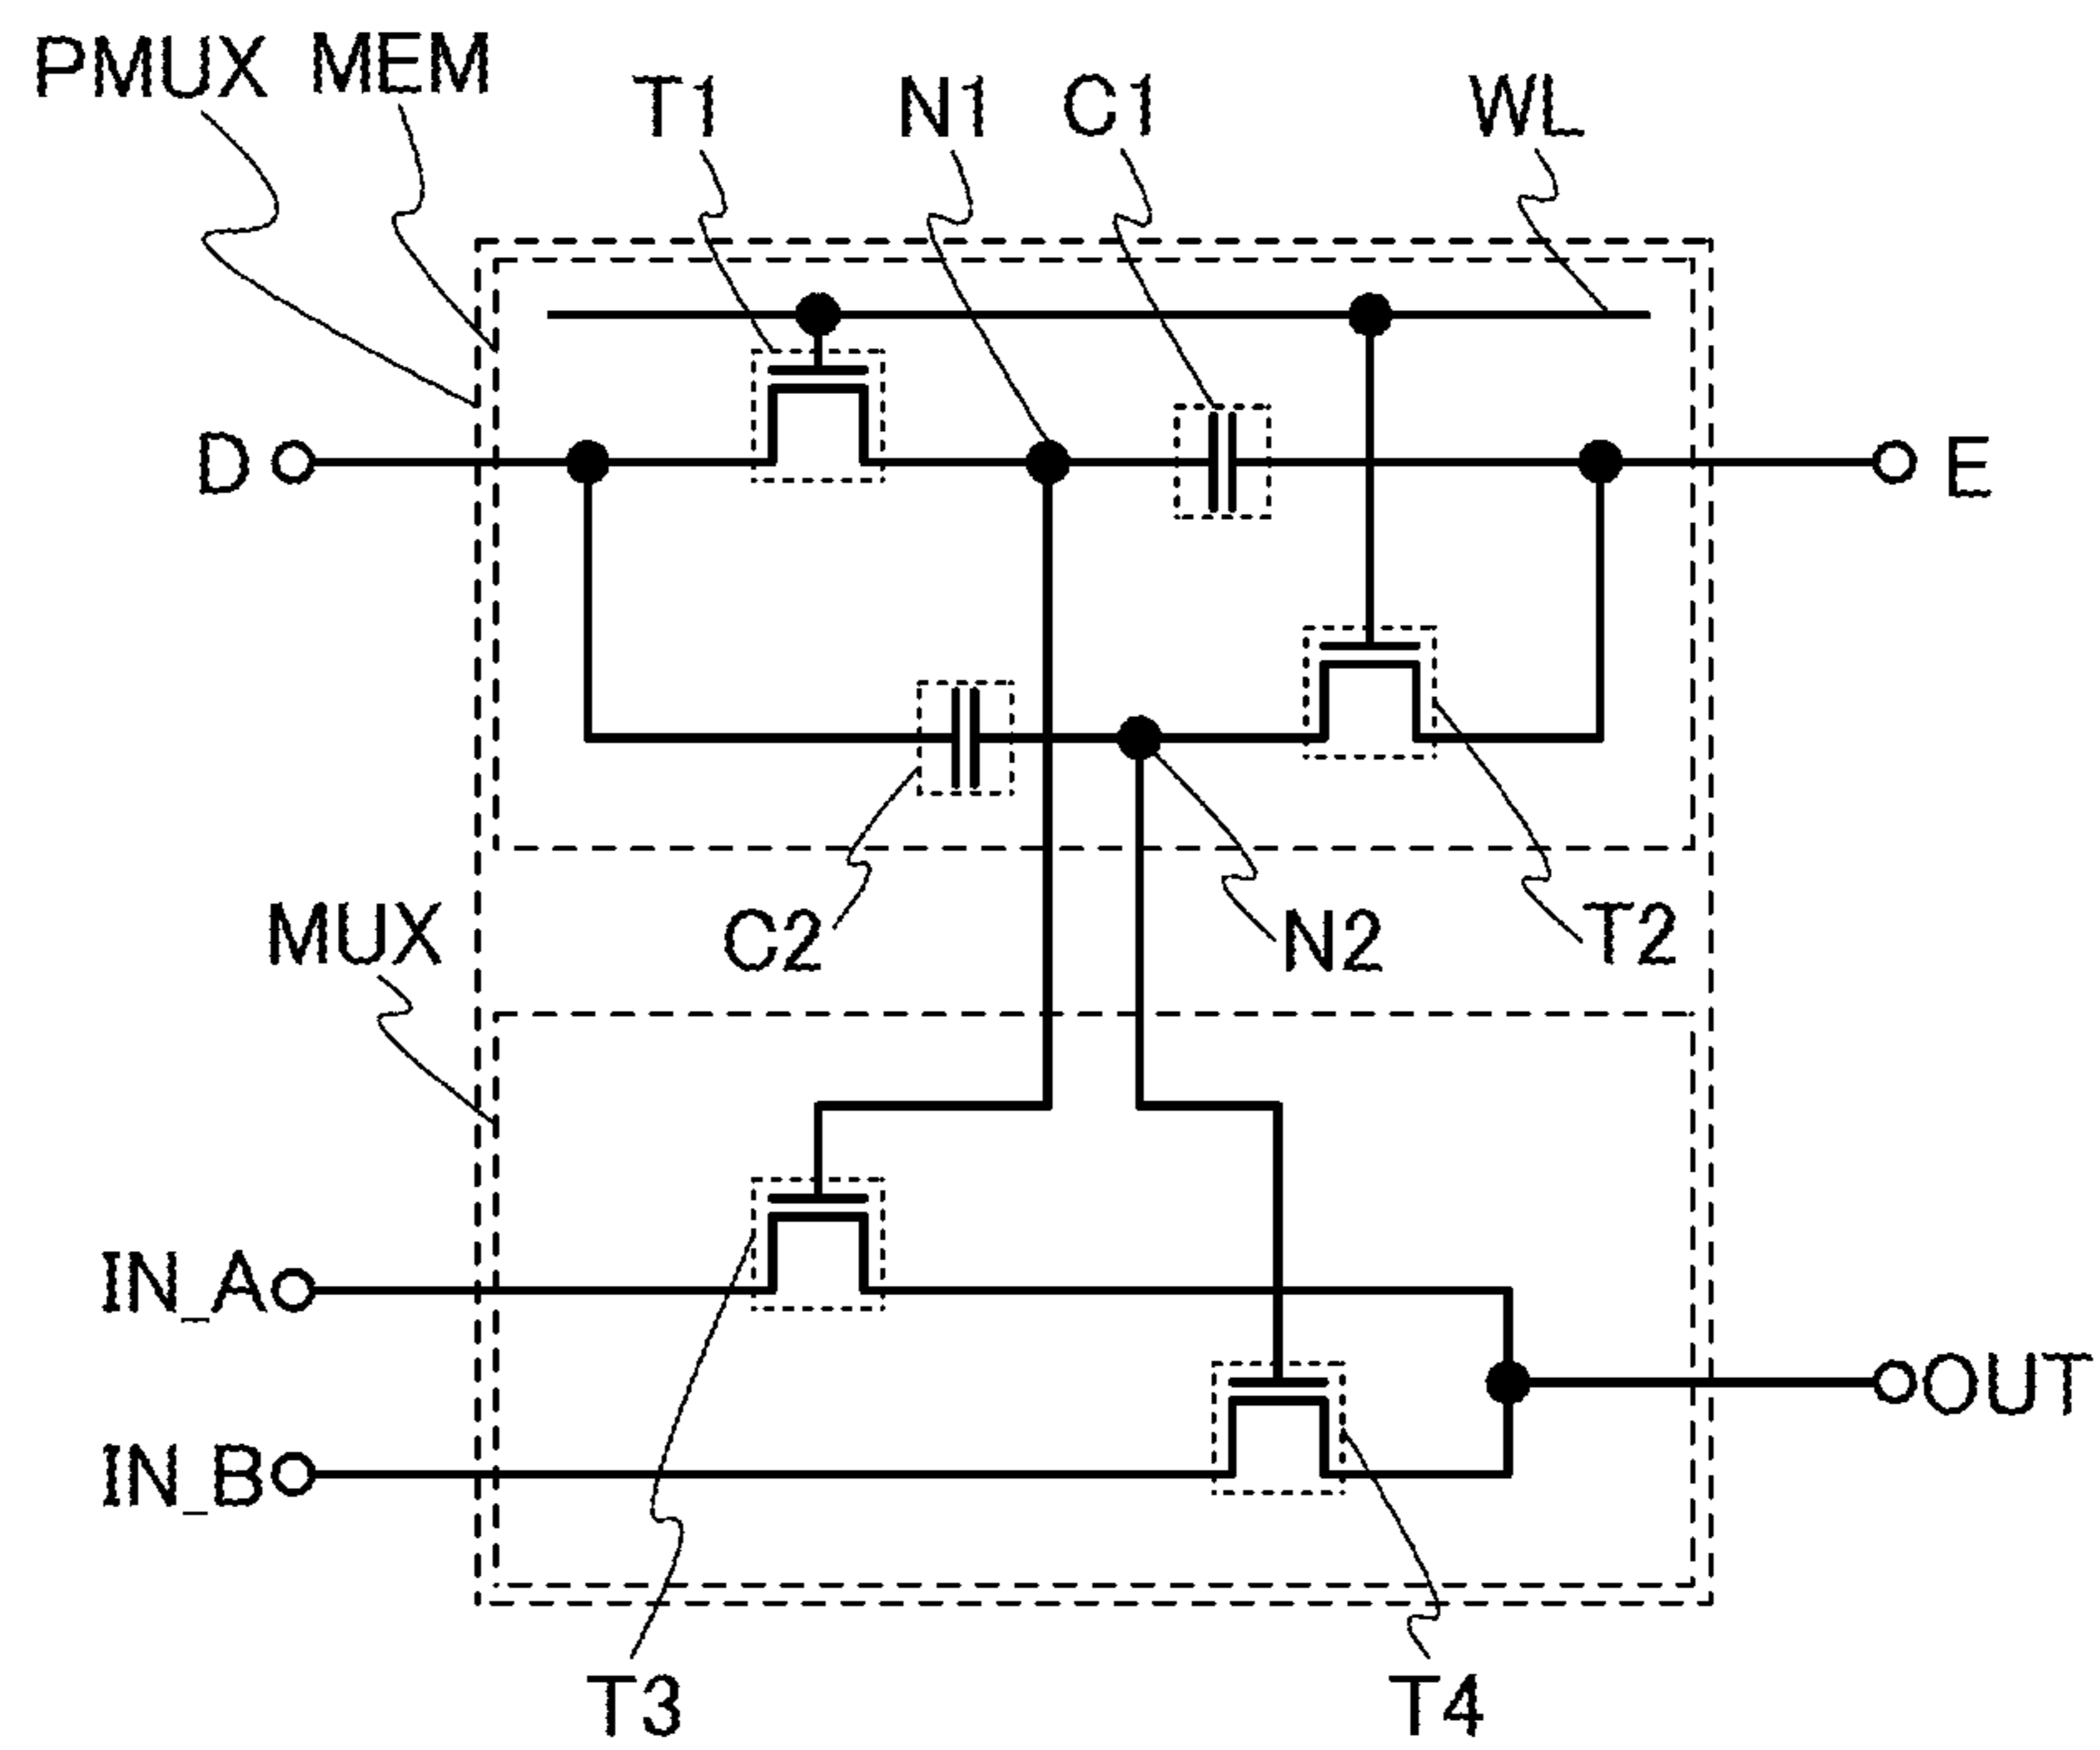 PMUX MEM T1 N1 C1 WL
D E
MUX C2 N2 T2
IN_A
OUT
IN_B
T3 T4